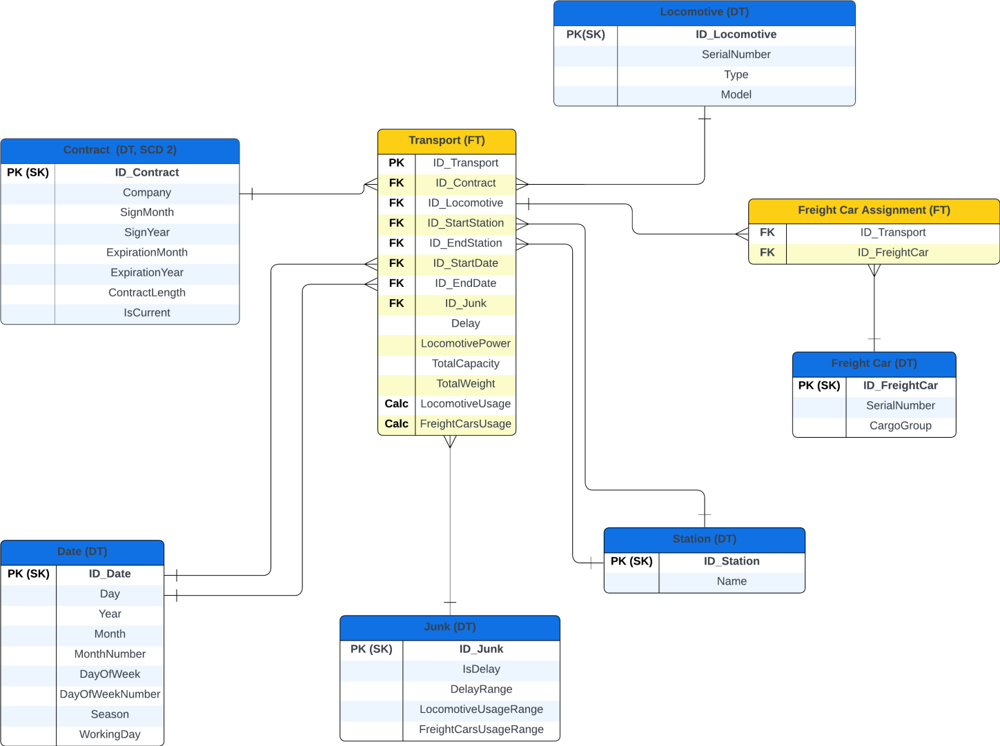 Locomotive (DT)
PK(SK) ID_Locomotive
SerialNumber
Type
Model
Contract  (DT, SCD 2)
PK (SK) ID_Contract
Company
SignMonth
SignYear
ExpirationMonth
ExpirationYear
ContractLength
IsCurrent
Transport (FT)
PK ID_Transport
FK ID_Contract
FK ID_Locomotive
FK ID_StartStation
FK ID_EndStation
FK ID_StartDate
FK ID_EndDate
FK ID_Junk
Delay
LocomotivePower
TotalCapacity
TotalWeight
Calc LocomotiveUsage
Calc FreightCarsUsage
Freight Car Assignment (FT)
FK ID_Transport
FK ID_FreightCar
Freight Car (DT)
PK (SK) ID_FreightCar
SerialNumber
CargoGroup
Station (DT)
PK (SK) ID_Station
Name
Date (DT)
PK (SK) ID_Date
Day
Year
Month
MonthNumber
DayOfWeek
DayOfWeekNumber
Season
WorkingDay
Junk (DT)
PK (SK) ID_Junk
IsDelay
DelayRange
LocomotiveUsageRange
FreightCarsUsageRange